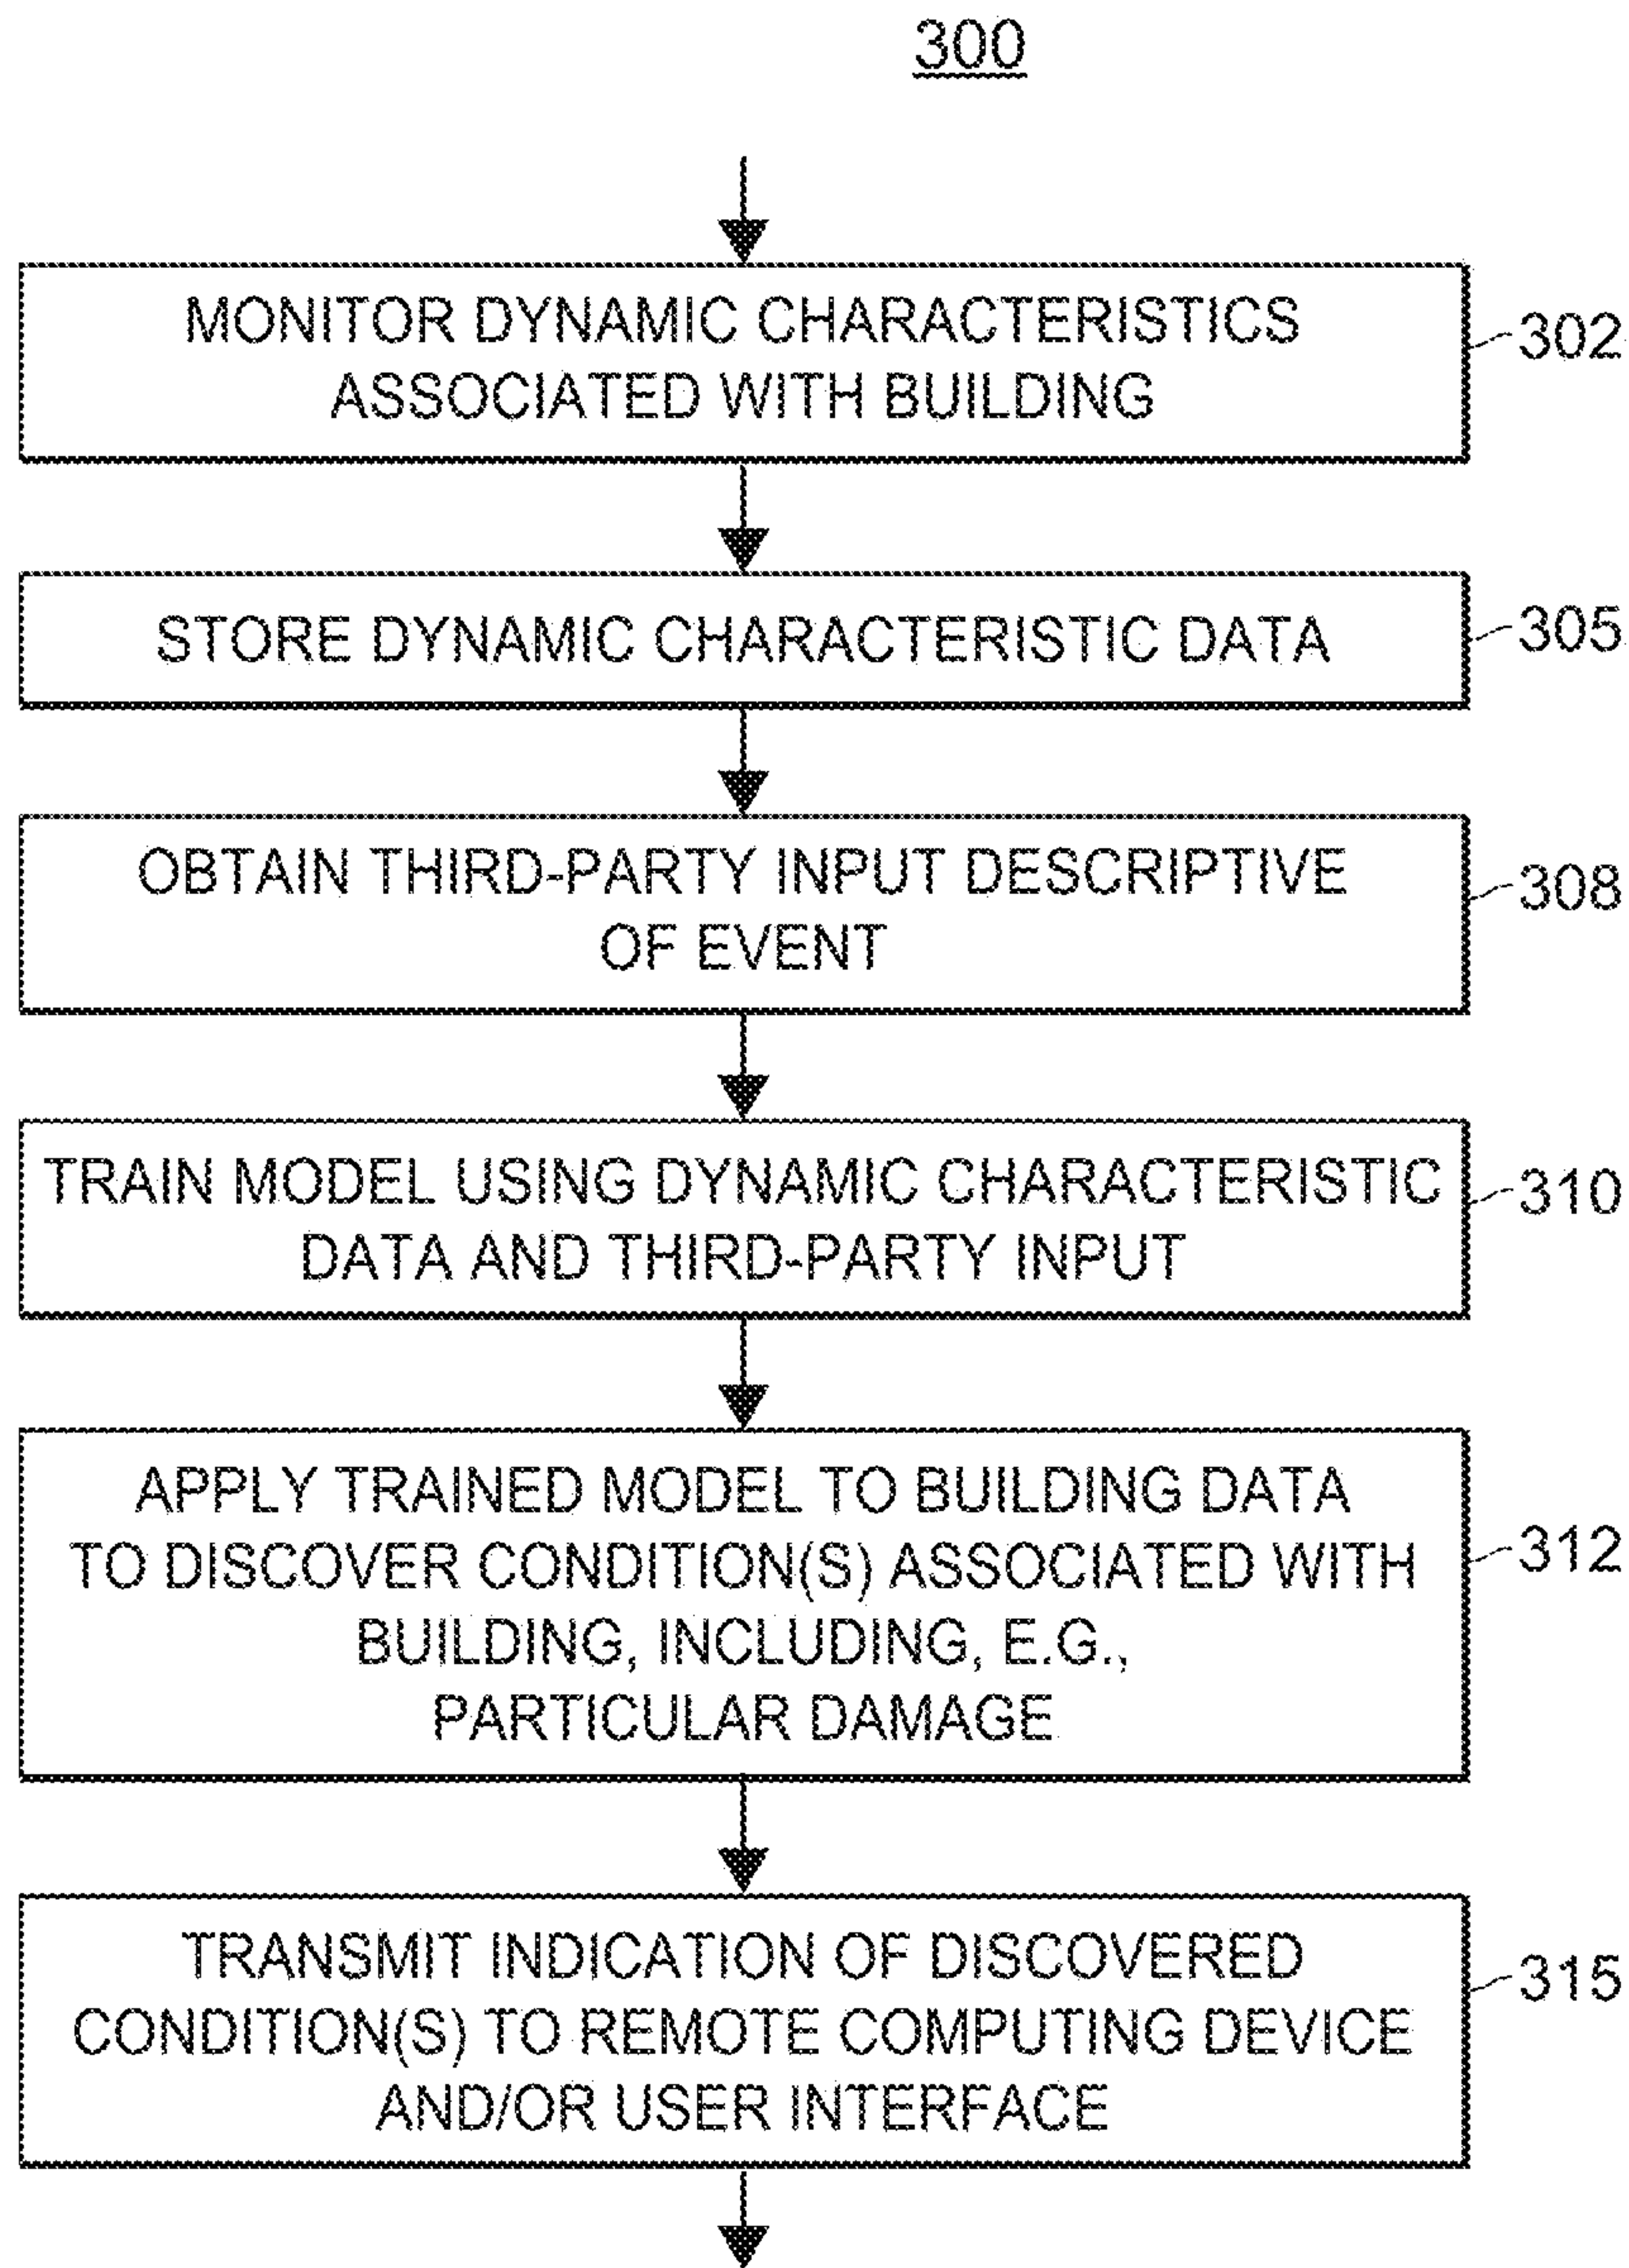 300
MONITOR DYNAMIC CHARACTERISTICS
ASSOCIATED WITH BUILDING
302
STORE DYNAMIC CHARACTERISTIC DATA
305
OBTAIN THIRD-PARTY INPUT DESCRIPTIVE
OF EVENT
308
TRAIN MODEL USING DYNAMIC CHARACTERISTIC
DATA AND THIRD-PARTY INPUT
310
APPLY TRAINED MODEL TO BUILDING DATA
TO DISCOVER CONDITION(S) ASSOCIATED WITH
BUILDING, INCLUDING, E.G.,
PARTICULAR DAMAGE
312
TRANSMIT INDICATION OF DISCOVERED
CONDITION(S) TO REMOTE COMPUTING DEVICE
AND/OR USER INTERFACE
315